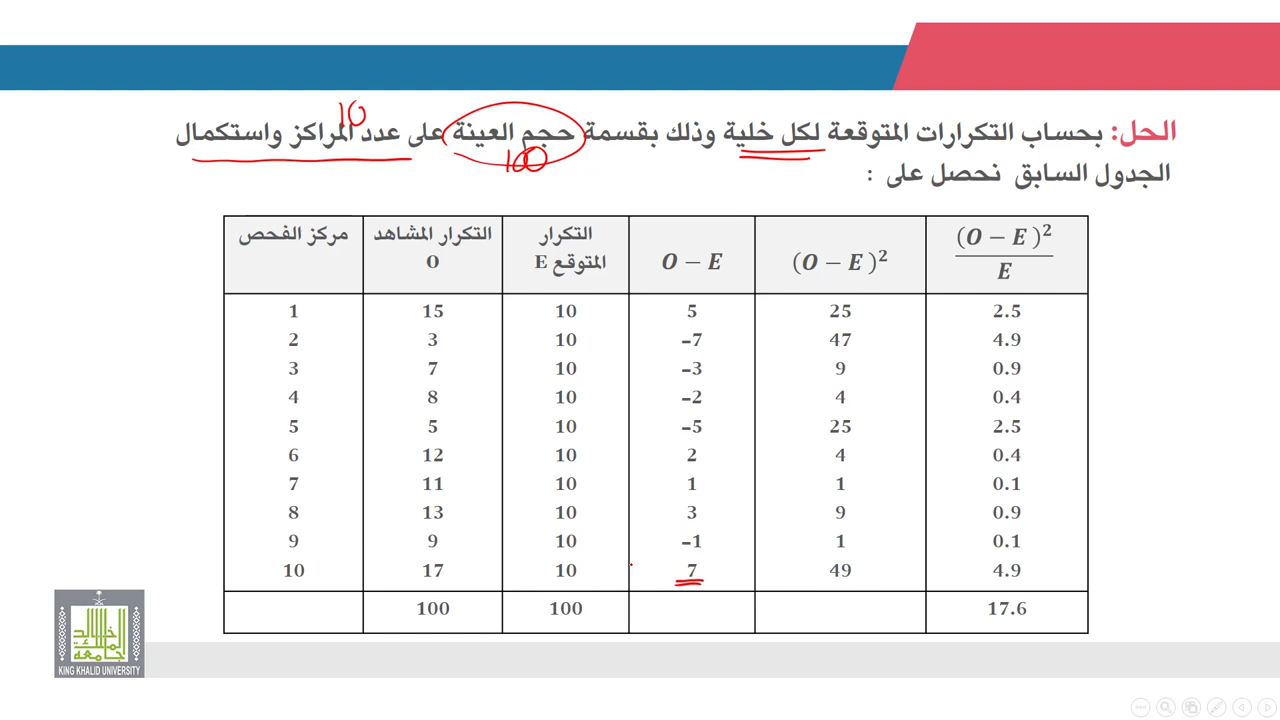 الحل: بحساب التكرارات المتوقعة لكل خلية وذلك بقسمة حجم العينة على عدد المراكز واستكمال
10
100
الجدول السابق نحصل على :
مركز الفحص | التكرار المشاهد O | التكرار المتوقع E | O – E | (O – E )² | (O – E )² / E
1 15 10 5 25 2.5
2 3 10 –7 47 4.9
3 7 10 –3 9 0.9
4 8 10 –2 4 0.4
5 5 10 –5 25 2.5
6 12 10 2 4 0.4
7 11 10 1 1 0.1
8 13 10 3 9 0.9
9 9 10 –1 1 0.1
10 17 10 7 49 4.9
100 100 17.6
جامعة الملك خالد
KING KHALID UNIVERSITY